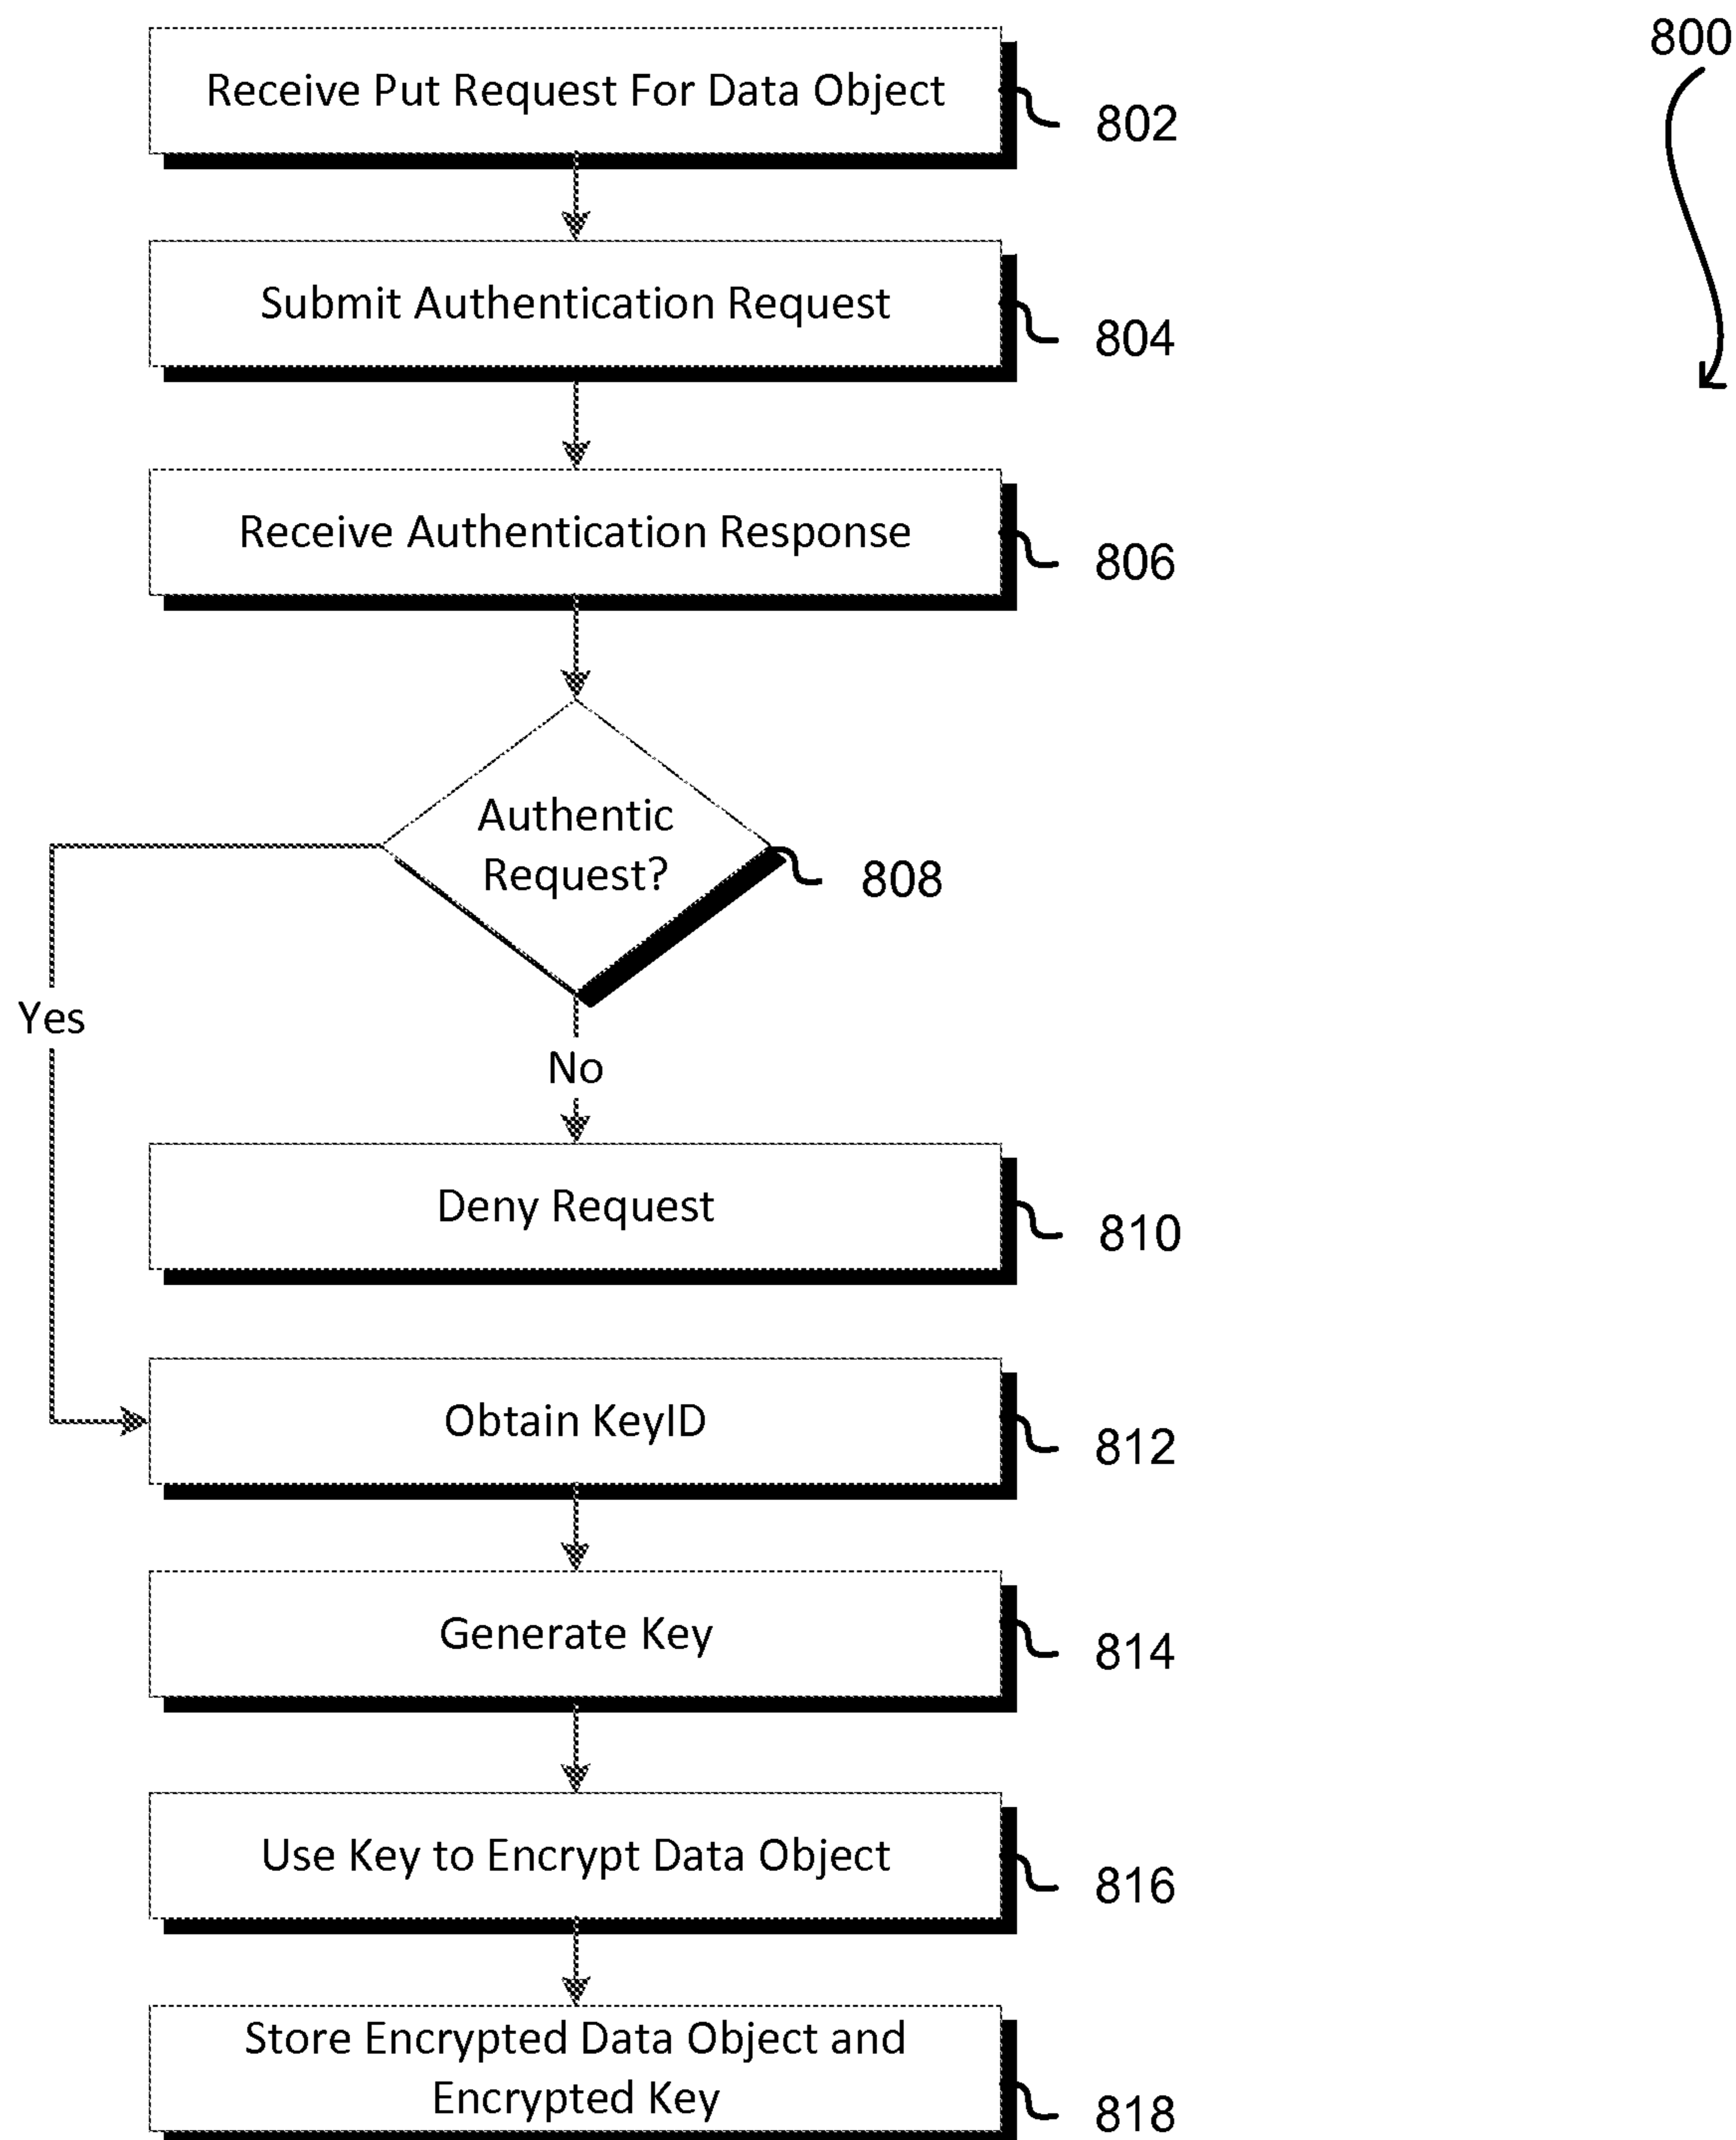 800
Receive Put Request For Data Object
802
Submit Authentication Request
804
Receive Authentication Response
806
Authentic
Request?
808
Yes
No
Deny Request
810
Obtain KeyID
812
Generate Key
814
Use Key to Encrypt Data Object
816
Store Encrypted Data Object and
Encrypted Key
818